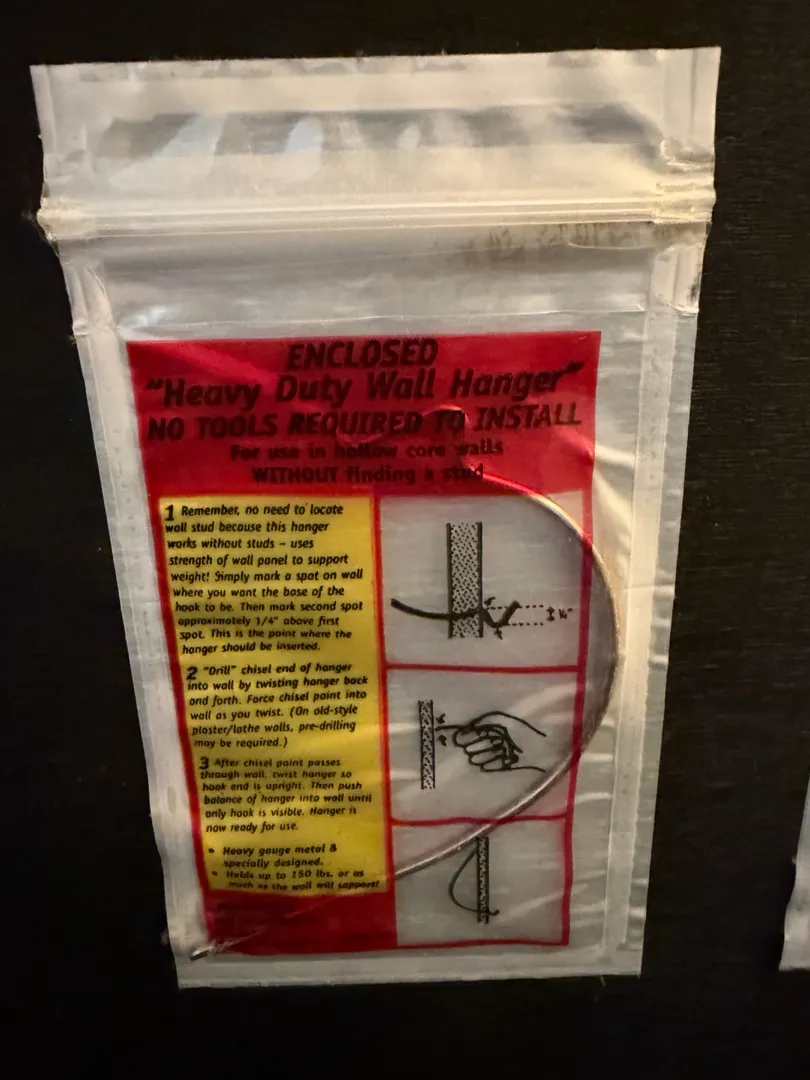 ENCLOSED
"Heavy Duty Wall Hanger"
NO TOOLS REQUIRED TO INSTALL
For use in hollow core walls
WITHOUT finding a stud
1 Remember, no need to locate
wall stud because this hanger
works without studs – uses
strength of wall panel to support
weight! Simply mark a spot on wall
where you want the base of the
hook to be. Then mark second spot
approximately 3/4" above first
spot. This is the point where the
hanger should be inserted.
2 "Drill" chisel end of hanger
into wall by twisting hanger back
and forth. Force chisel point into
wall as you twist. (On old-style
plaster/lathe walls, pre-drilling
may be required.)
3 After chisel point passes
through wall, twist hanger so
hook end is upright. Then push
balance of hanger into wall until
only hook is visible. Hanger is
now ready for use.
• Heavy gauge metal &
specially designed.
• Holds up to 150 lbs. or as
much as the wall will support!